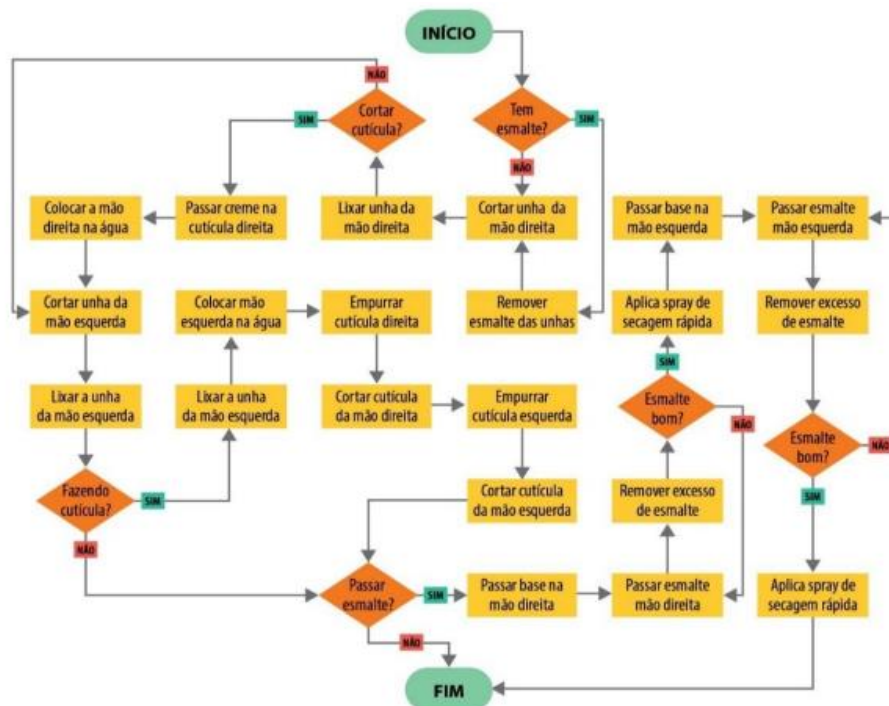 INÍCIO
NÃO
Cortar
cutícula?
SIM
Tem
esmalte?
SIM
NÃO
Colocar a mão
direita na água
Passar creme na
cutícula direita
Lixar unha da
mão direita
Cortar unha da
mão direita
Passar base na
mão esquerda
Passar esmalte
mão esquerda
Cortar unha da
mão esquerda
Colocar mão
esquerda na água
Empurrar
cutícula direita
Remover
esmalte das unhas
Aplica spray de
secagem rápida
Remover excesso
de esmalte
SIM
Lixar a unha
da mão esquerda
Lixar a unha
da mão esquerda
Cortar cutícula
da mão direita
Empurrar
cutícula esquerda
Esmalte
bom?
NÃO
Esmalte
bom?
NÃO
Fazendo
cutícula?
SIM
Cortar cutícula
da mão esquerda
Remover excesso
de esmalte
SIM
NÃO
Passar
esmalte?
SIM
Passar base na
mão direita
Passar esmalte
mão direita
Aplica spray de
secagem rápida
NÃO
FIM